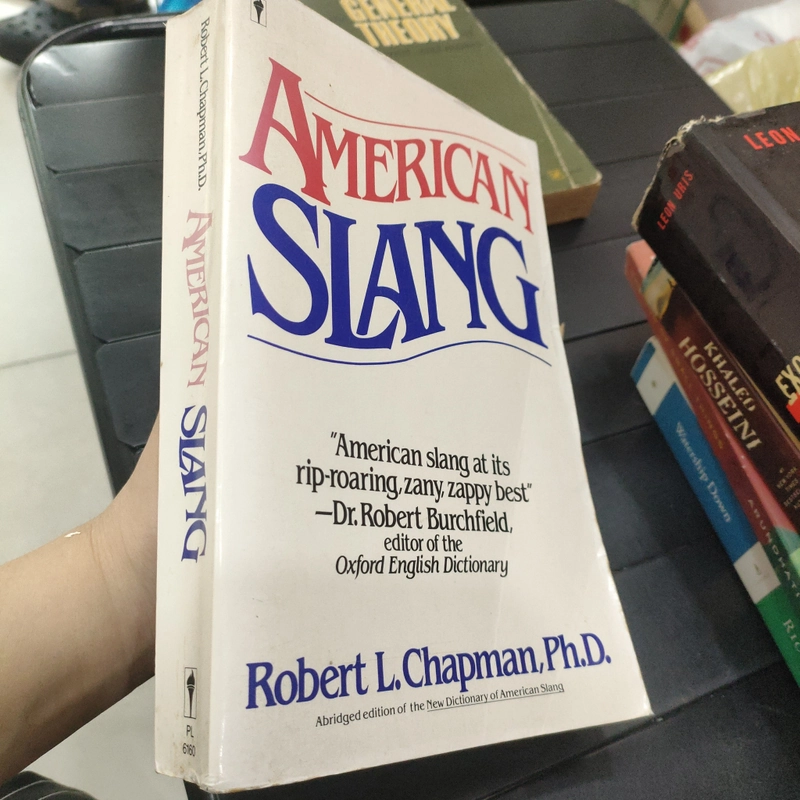 AMERICAN
SLANG
"American slang at its
rip-roaring, zany, zappy best"
—Dr. Robert Burchfield,
editor of the
Oxford English Dictionary
Robert L. Chapman, Ph.D.
Abridged edition of the New Dictionary of American Slang
Robert L. Chapman, Ph.D.
AMERICAN SLANG
PL
6160
GENERAL
THEORY
LEON
LEON URIS
KHALED
HOSSEINI
Watership Down